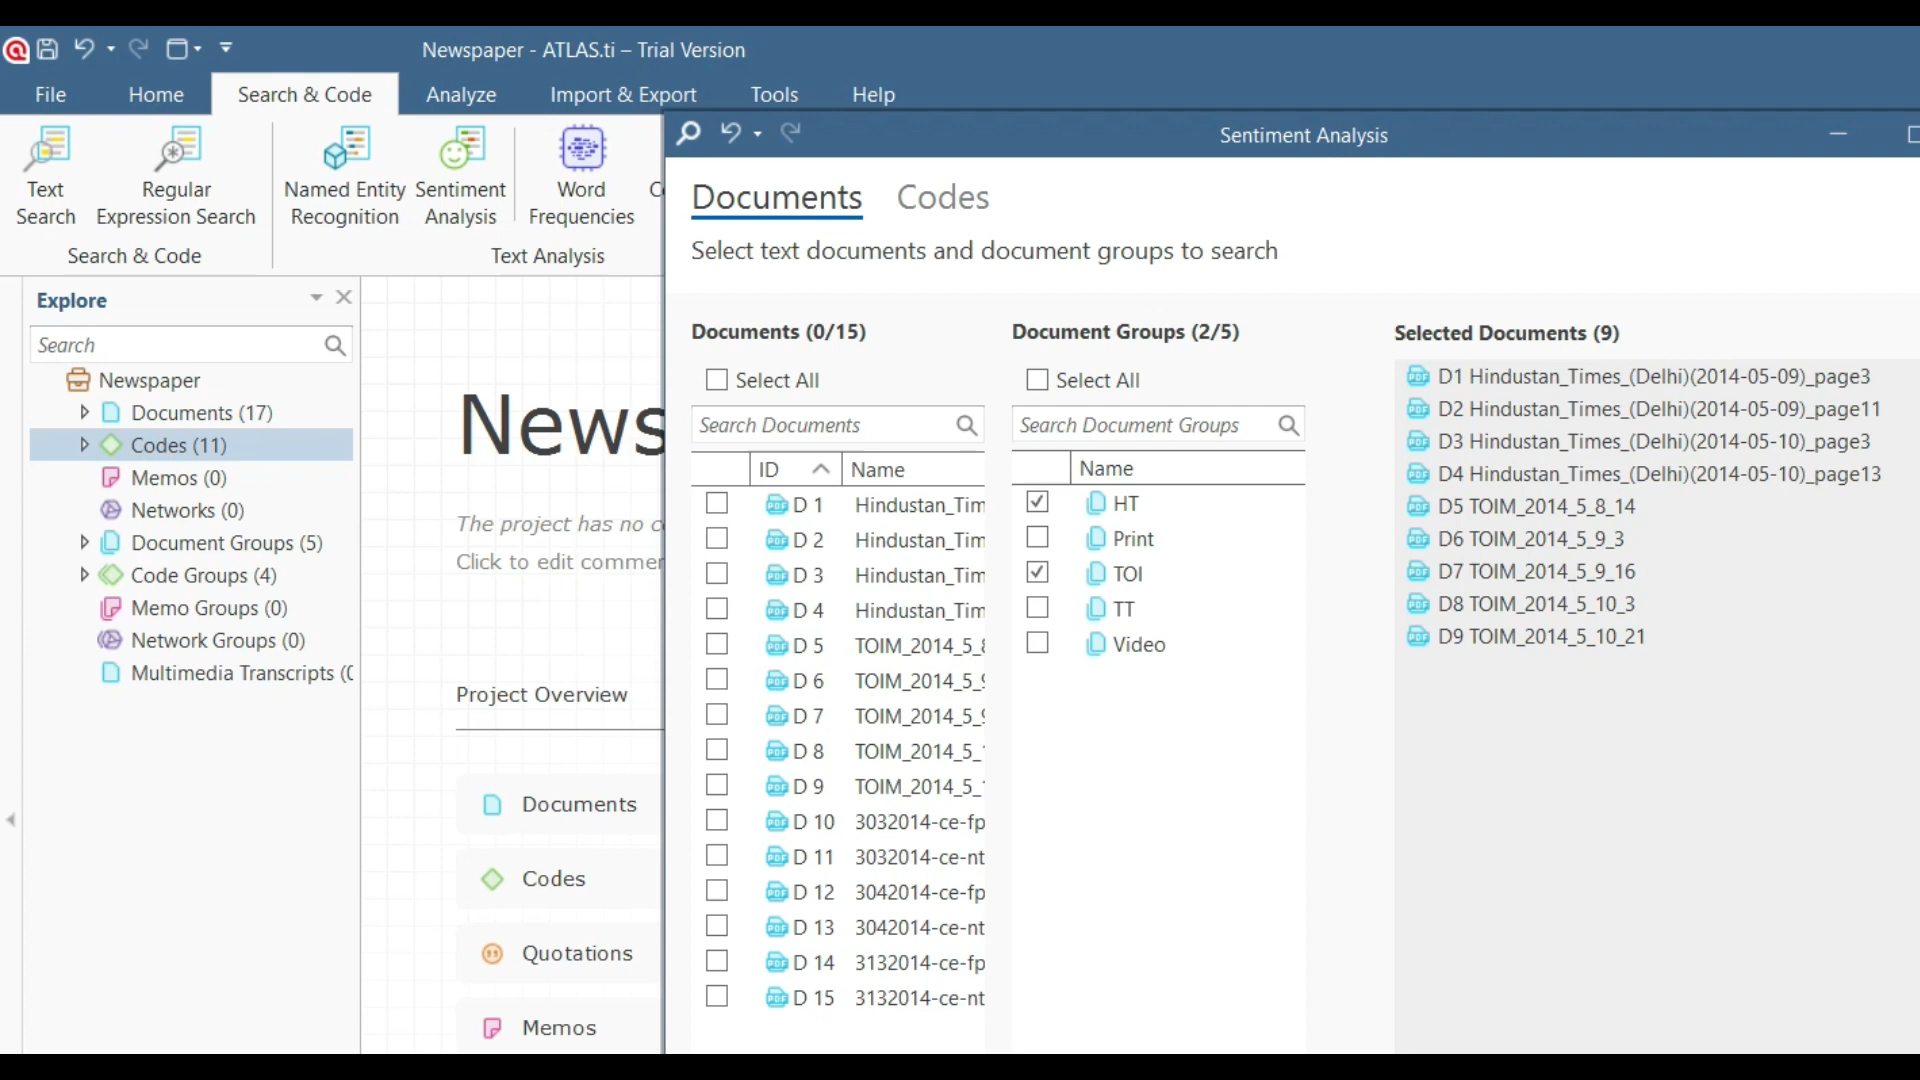 Newspaper - ATLAS.ti – Trial Version
File Home Search & Code Analyze Import & Export Tools Help
Text Search
Regular Expression Search
Named Entity Recognition
Sentiment Analysis
Word Frequencies
Search & Code
Text Analysis
Explore
Search
Newspaper
Documents (17)
Codes (11)
Memos (0)
Networks (0)
Document Groups (5)
Code Groups (4)
Memo Groups (0)
Network Groups (0)
Multimedia Transcripts (0
News
The project has no c
Click to edit commer
Project Overview
Documents
Codes
Quotations
Memos
Sentiment Analysis
Documents Codes
Select text documents and document groups to search
Documents (0/15)
Select All
Search Documents
ID Name
D 1 Hindustan_Tim
D 2 Hindustan_Tim
D 3 Hindustan_Tim
D 4 Hindustan_Tim
D 5 TOIM_2014_5_8
D 6 TOIM_2014_5_9
D 7 TOIM_2014_5_9
D 8 TOIM_2014_5_1
D 9 TOIM_2014_5_1
D 10 3032014-ce-fp
D 11 3032014-ce-nt
D 12 3042014-ce-fp
D 13 3042014-ce-nt
D 14 3132014-ce-fp
D 15 3132014-ce-nt
Document Groups (2/5)
Select All
Search Document Groups
Name
HT
Print
TOI
TT
Video
Selected Documents (9)
D1 Hindustan_Times_(Delhi)(2014-05-09)_page3
D2 Hindustan_Times_(Delhi)(2014-05-09)_page11
D3 Hindustan_Times_(Delhi)(2014-05-10)_page3
D4 Hindustan_Times_(Delhi)(2014-05-10)_page13
D5 TOIM_2014_5_8_14
D6 TOIM_2014_5_9_3
D7 TOIM_2014_5_9_16
D8 TOIM_2014_5_10_3
D9 TOIM_2014_5_10_21